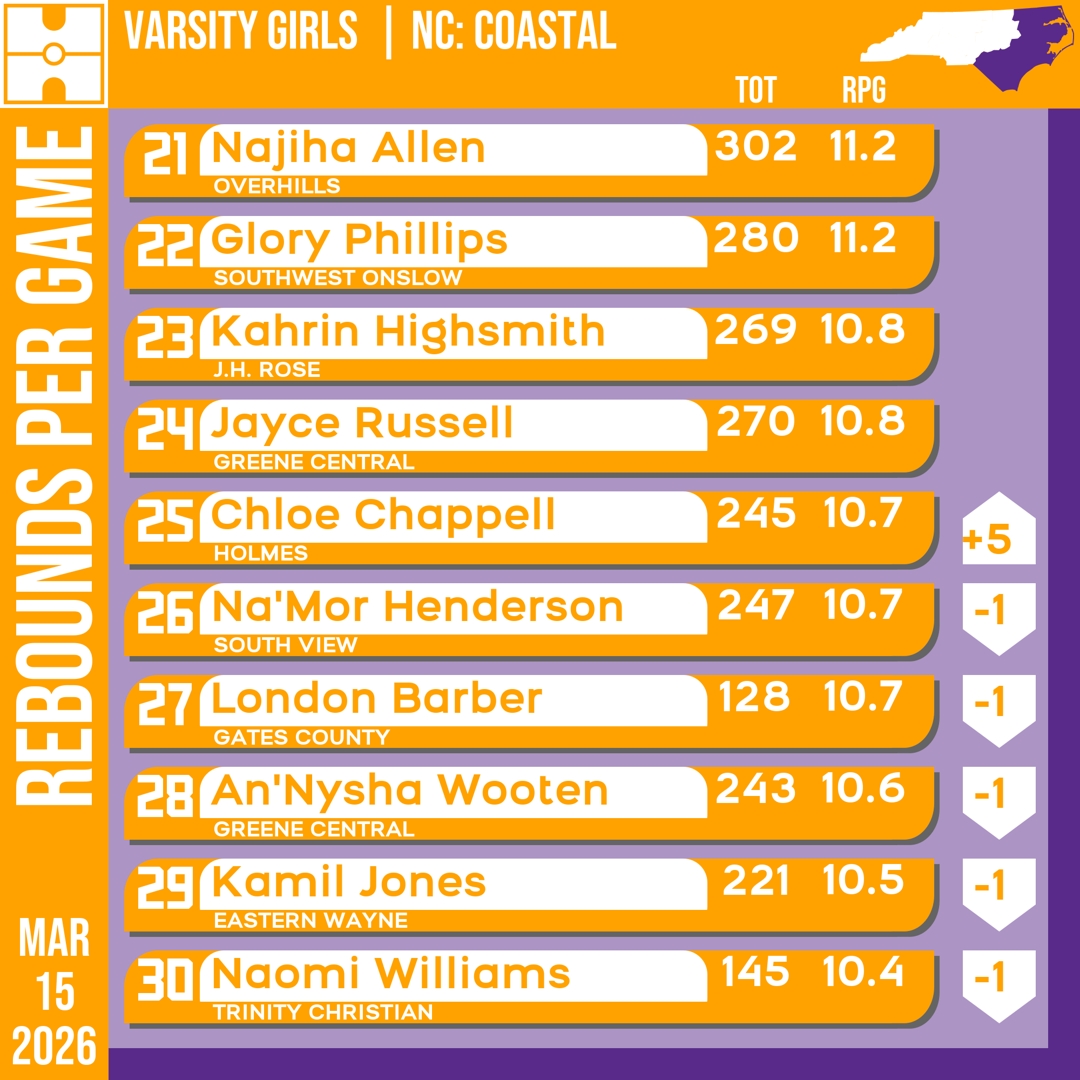 VARSITY GIRLS | NC: COASTAL
TOT RPG
REBOUNDS PER GAME
MAR
15
2026
21 Najiha Allen 302 11.2
OVERHILLS
22 Glory Phillips 280 11.2
SOUTHWEST ONSLOW
23 Kahrin Highsmith 269 10.8
J.H. ROSE
24 Jayce Russell 270 10.8
GREENE CENTRAL
25 Chloe Chappell 245 10.7 +5
HOLMES
26 Na'Mor Henderson 247 10.7 -1
SOUTH VIEW
27 London Barber 128 10.7 -1
GATES COUNTY
28 An'Nysha Wooten 243 10.6 -1
GREENE CENTRAL
29 Kamil Jones 221 10.5 -1
EASTERN WAYNE
30 Naomi Williams 145 10.4 -1
TRINITY CHRISTIAN